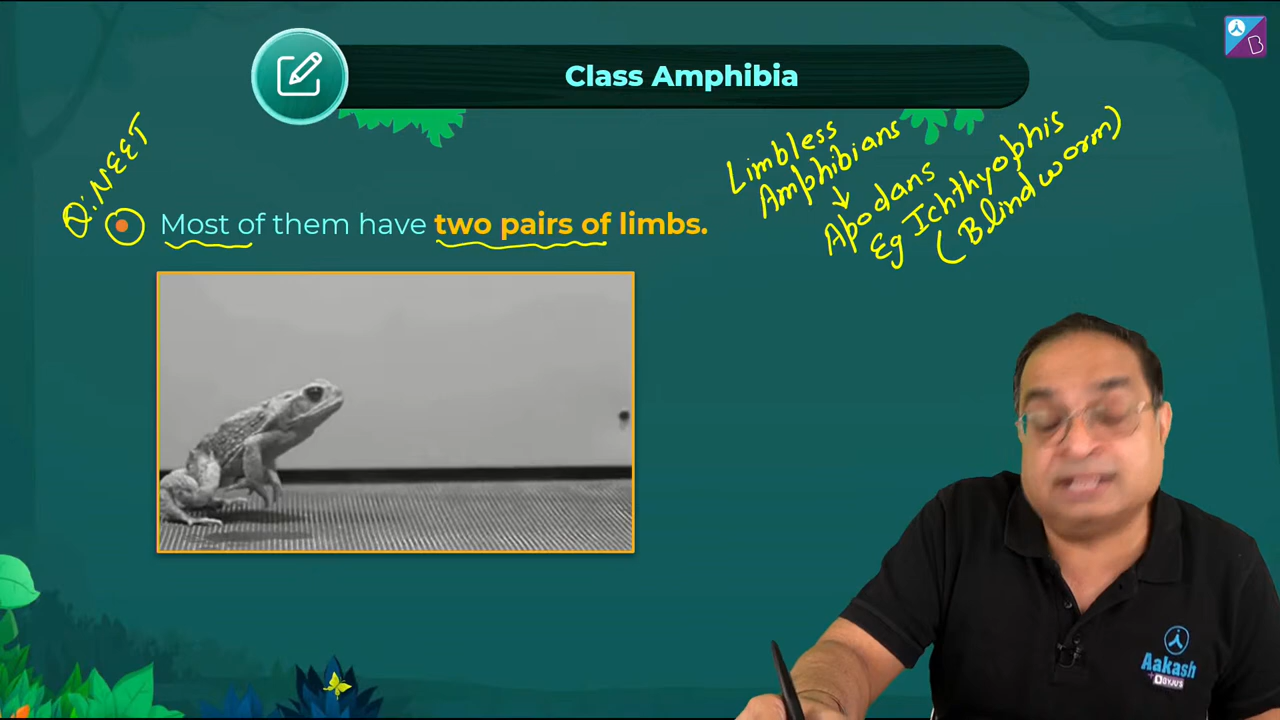 Class Amphibia
Q:NEET
Most of them have two pairs of limbs.
Limbless
Amphibians
Apodans
Eg Ichthyophis
(Blind worm)
Aakash
BYJU'S
B